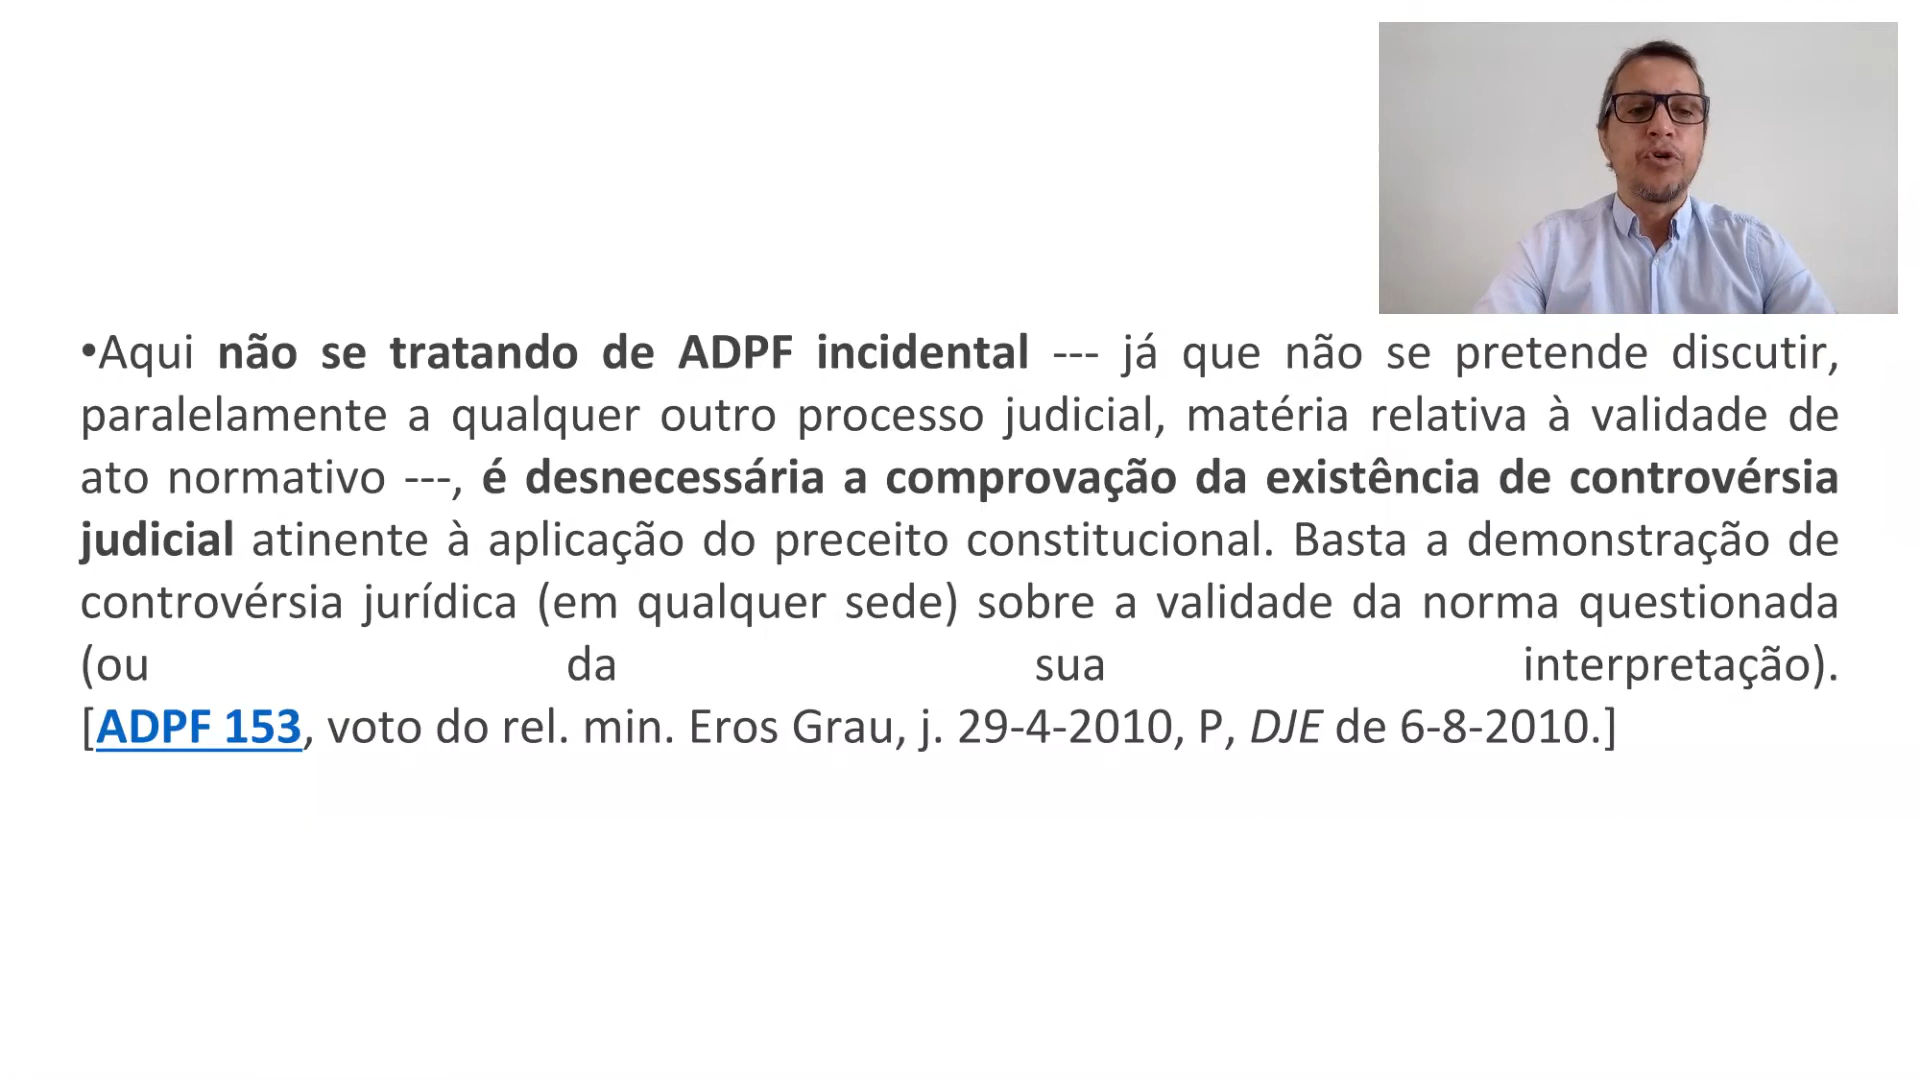 •Aqui não se tratando de ADPF incidental --- já que não se pretende discutir,
paralelamente a qualquer outro processo judicial, matéria relativa à validade de
ato normativo ---, é desnecessária a comprovação da existência de controvérsia
judicial atinente à aplicação do preceito constitucional. Basta a demonstração de
controvérsia jurídica (em qualquer sede) sobre a validade da norma questionada
(ou da sua interpretação).
[ADPF 153, voto do rel. min. Eros Grau, j. 29-4-2010, P, DJE de 6-8-2010.]